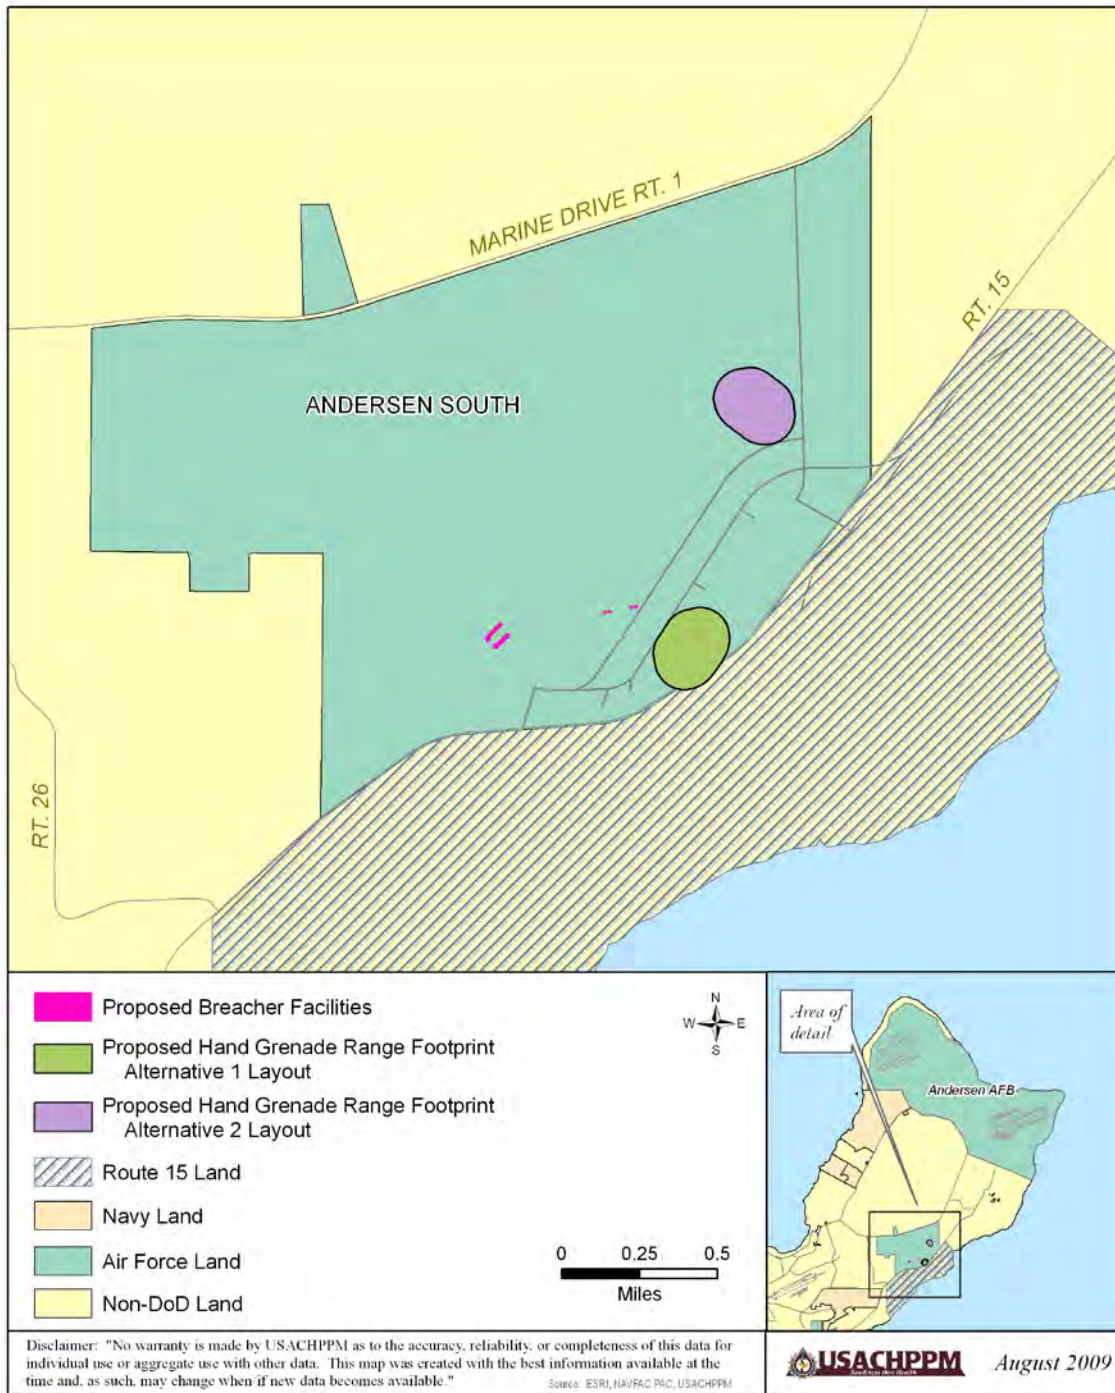 MARINE DRIVE RT. 1
RT. 15
ANDERSEN SOUTH
RT. 26
Proposed Breacher Facilities
Proposed Hand Grenade Range Footprint
Alternative 1 Layout
Proposed Hand Grenade Range Footprint
Alternative 2 Layout
Route 15 Land
Navy Land
Air Force Land
Non-DoD Land
N
W E
S
0 0.25 0.5
Miles
Area of
detail
Andersen AFB
Disclaimer: "No warranty is made by USACHPPM as to the accuracy, reliability, or completeness of this data for
individual use or aggregate use with other data. This map was created with the best information available at the
time and, as such, may change when if new data becomes available."
Source: ESRI, NAVFAC PAC, USACHPPM
USACHPPM
August 2009